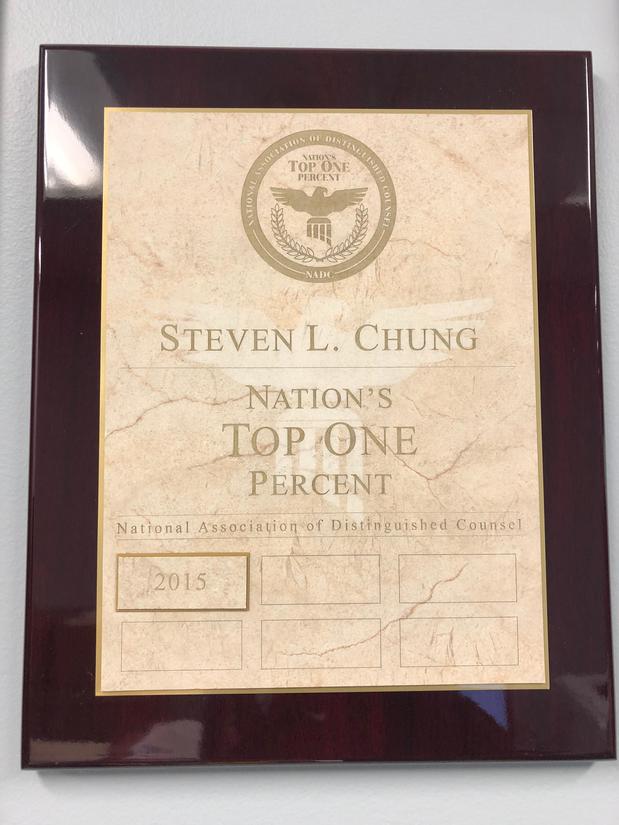 NATIONAL ASSOCIATION OF DISTINGUISHED COUNSEL
NATION'S
TOP ONE
PERCENT
NADC
STEVEN L. CHUNG
NATION'S
TOP ONE
PERCENT
National Association of Distinguished Counsel
2015